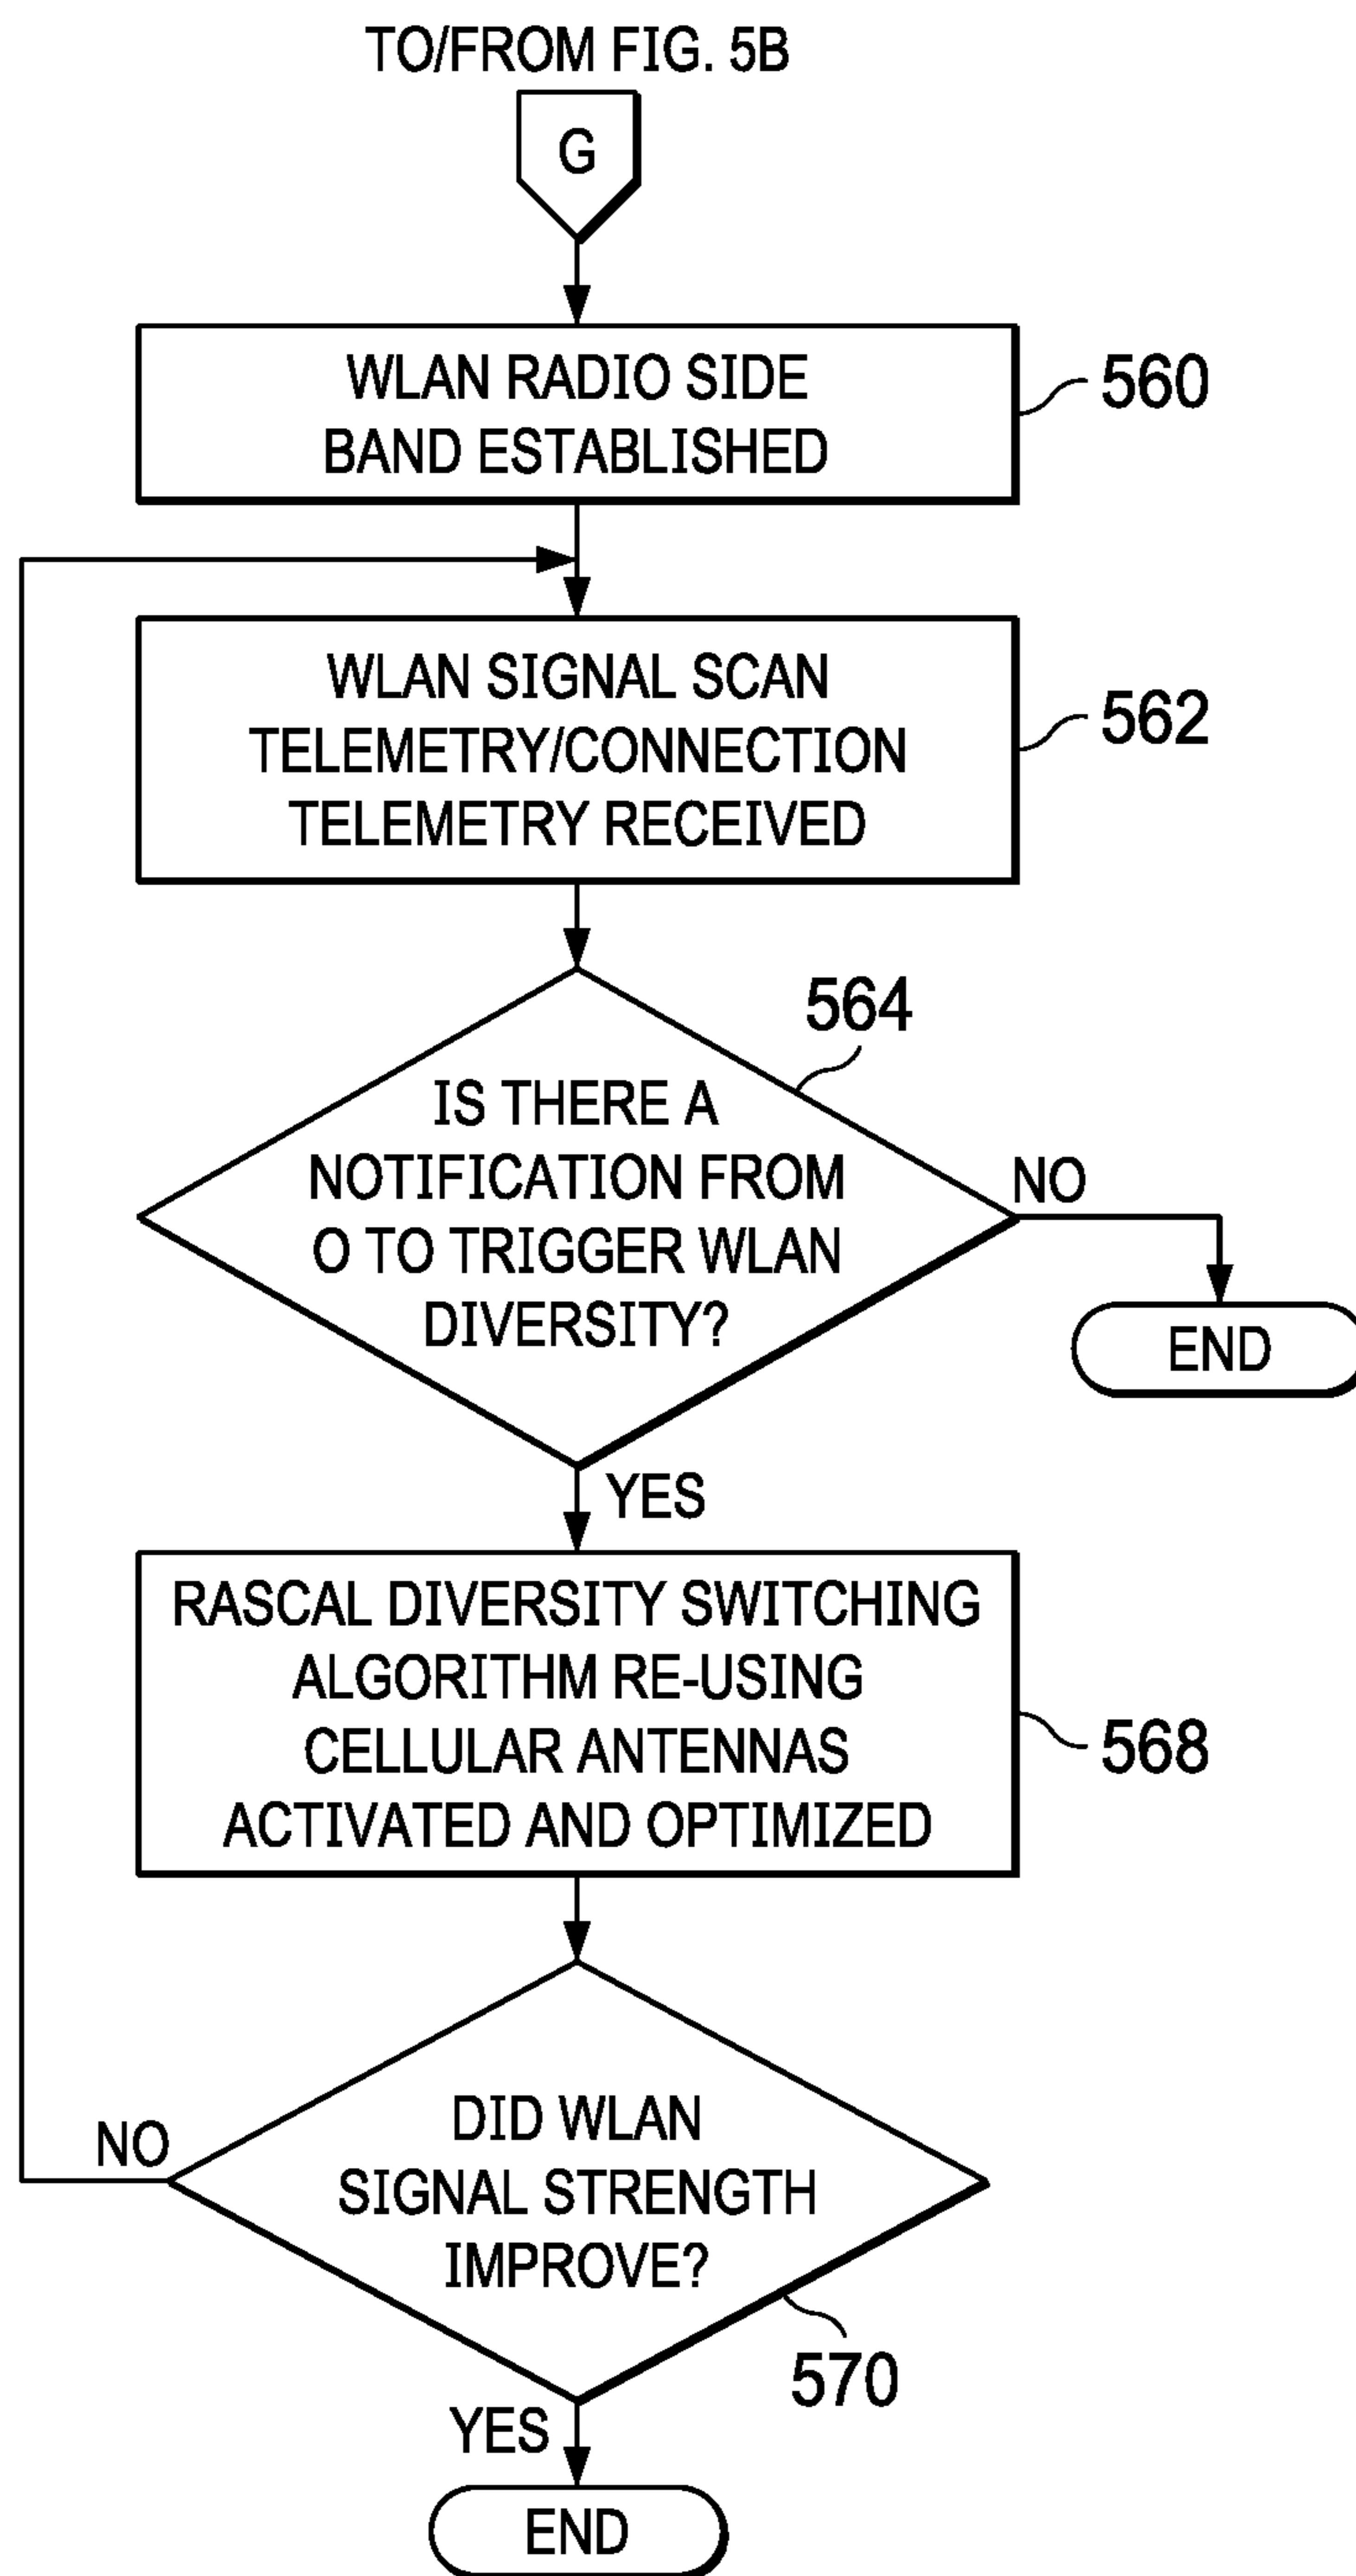 TO/FROM FIG. 5B
G
WLAN RADIO SIDE
BAND ESTABLISHED
560
WLAN SIGNAL SCAN
TELEMETRY/CONNECTION
TELEMETRY RECEIVED
562
564
IS THERE A
NOTIFICATION FROM
O TO TRIGGER WLAN
DIVERSITY?
NO
END
YES
RASCAL DIVERSITY SWITCHING
ALGORITHM RE-USING
CELLULAR ANTENNAS
ACTIVATED AND OPTIMIZED
568
DID WLAN
SIGNAL STRENGTH
IMPROVE?
NO
570
YES
END